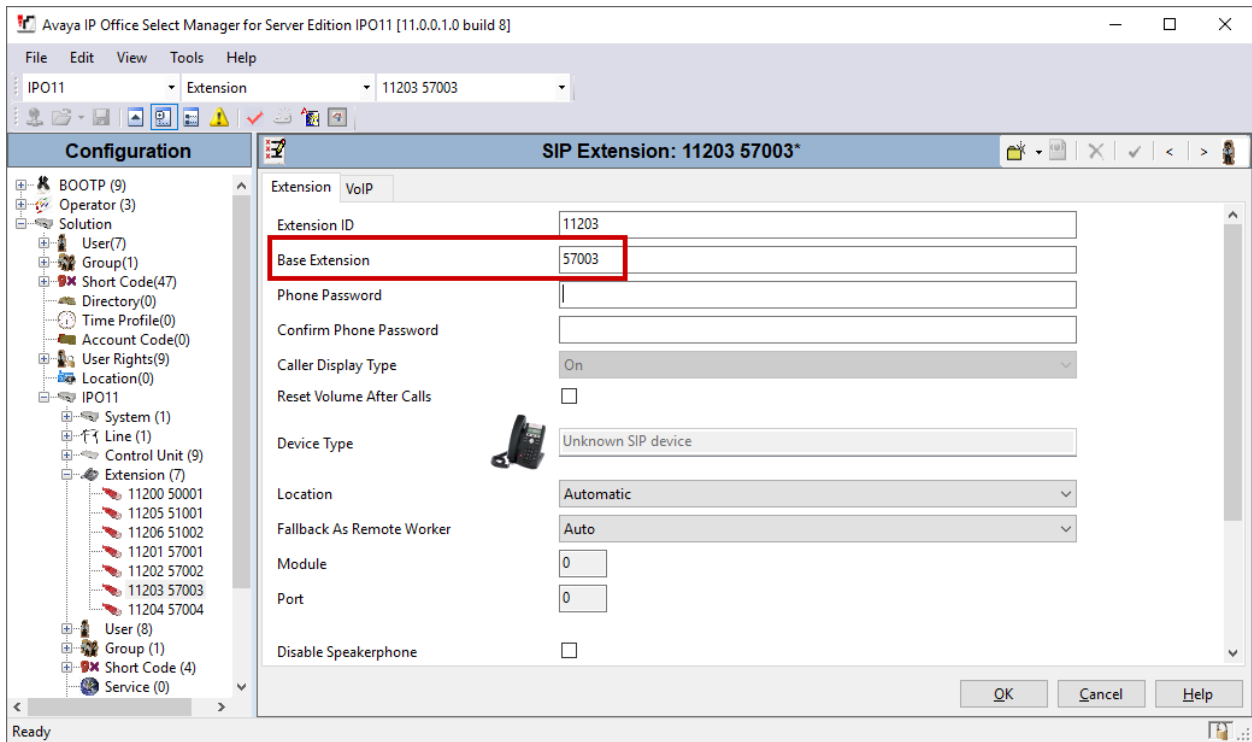 Avaya IP Office Select Manager for Server Edition IPO11 [11.0.0.1.0 build 8]
File Edit View Tools Help
IPO11 Extension 11203 57003
Configuration
SIP Extension: 11203 57003*
BOOTP (9)
Operator (3)
Solution
User(7)
Group(1)
Short Code(47)
Directory(0)
Time Profile(0)
Account Code(0)
User Rights(9)
Location(0)
IPO11
System (1)
Line (1)
Control Unit (9)
Extension (7)
11200 50001
11205 51001
11206 51002
11201 57001
11202 57002
11203 57003
11204 57004
User (8)
Group (1)
Short Code (4)
Service (0)
Extension VoIP
Extension ID 11203
Base Extension 57003
Phone Password
Confirm Phone Password
Caller Display Type On
Reset Volume After Calls
Device Type Unknown SIP device
Location Automatic
Fallback As Remote Worker Auto
Module 0
Port 0
Disable Speakerphone
OK Cancel Help
Ready